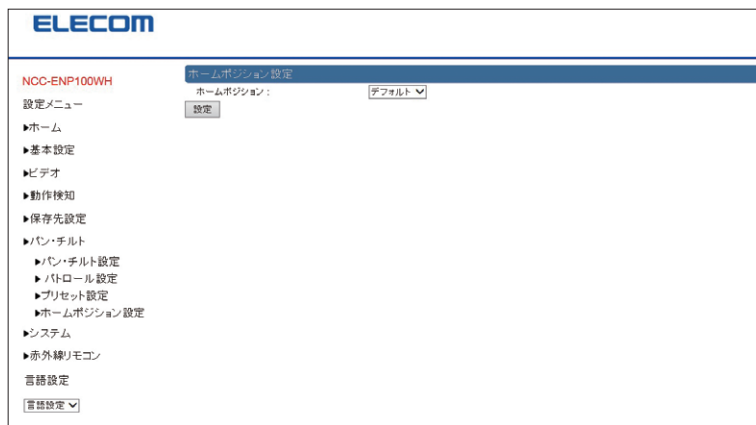 ELECOM
NCC-ENP100WH
設定メニュー
▶ホーム
▶基本設定
▶ビデオ
▶動作検知
▶保存先設定
▶パン・チルト
▶パン・チルト設定
▶パトロール設定
▶プリセット設定
▶ホームポジション設定
▶システム
▶赤外線リモコン
言語設定
言語設定
ホームポジション設定
ホームポジション : デフォルト
設定